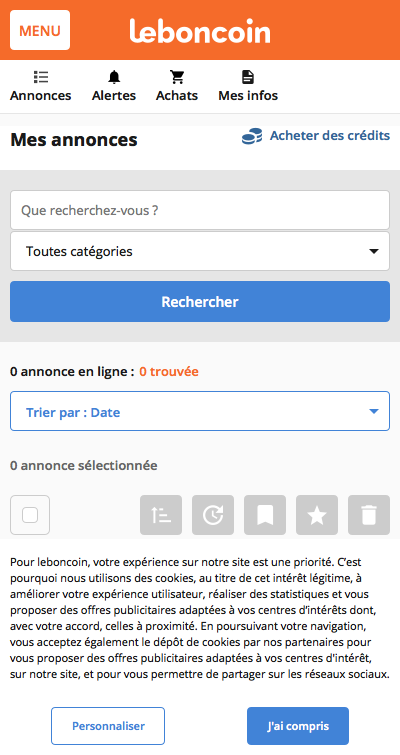 MENU
leboncoin
Annonces
Alertes
Achats
Mes infos
Mes annonces
Acheter des crédits
Que recherchez-vous ?
Toutes catégories
Rechercher
0 annonce en ligne : 0 trouvée
Trier par : Date
0 annonce sélectionnée
Pour leboncoin, votre expérience sur notre site est une priorité. C’est
pourquoi nous utilisons des cookies, au titre de cet intérêt légitime, à
améliorer votre expérience utilisateur, réaliser des statistiques et vous
proposer des offres publicitaires adaptées à vos centres d’intérêts dont,
avec votre accord, celles à proximité. En poursuivant votre navigation,
vous acceptez également le dépôt de cookies par nos partenaires pour
vous proposer des offres publicitaires adaptées à vos centres d'intérêt,
sur notre site, et pour vous permettre de partager sur les réseaux sociaux.
Personnaliser
J'ai compris